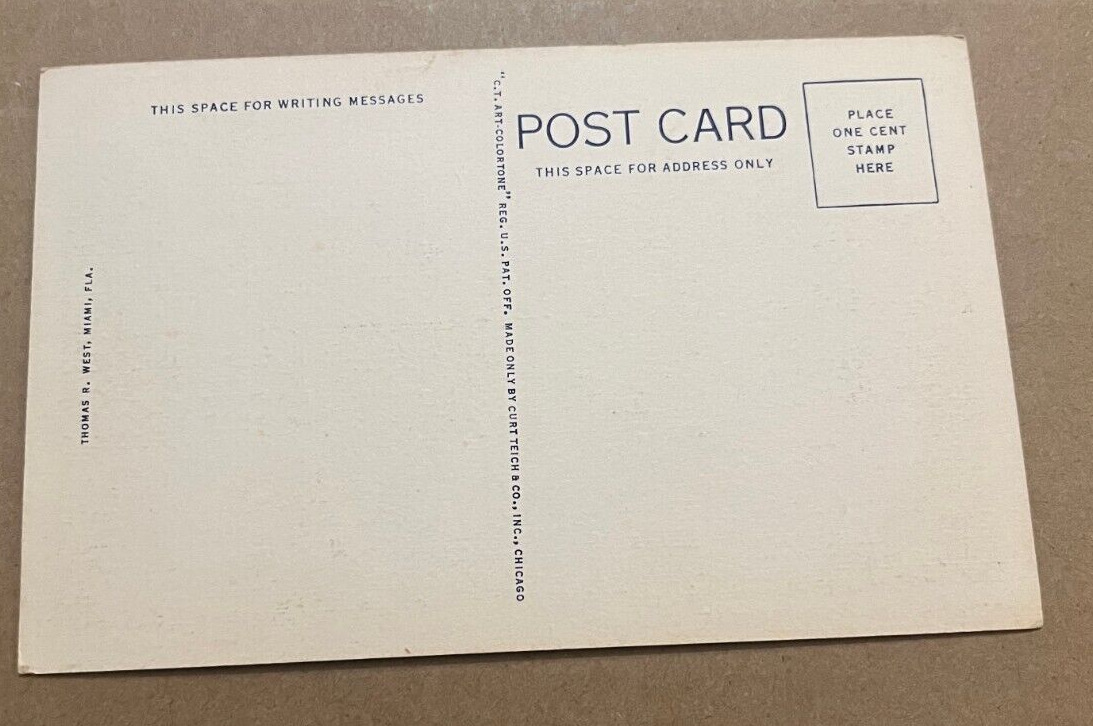 THIS SPACE FOR WRITING MESSAGES
THOMAS R. WEST, MIAMI, FLA.
"C.T. ART-COLORTONE" REG. U.S. PAT. OFF. MADE ONLY BY CURT TEICH & CO., INC., CHICAGO
POST CARD
THIS SPACE FOR ADDRESS ONLY
PLACE
ONE CENT
STAMP
HERE